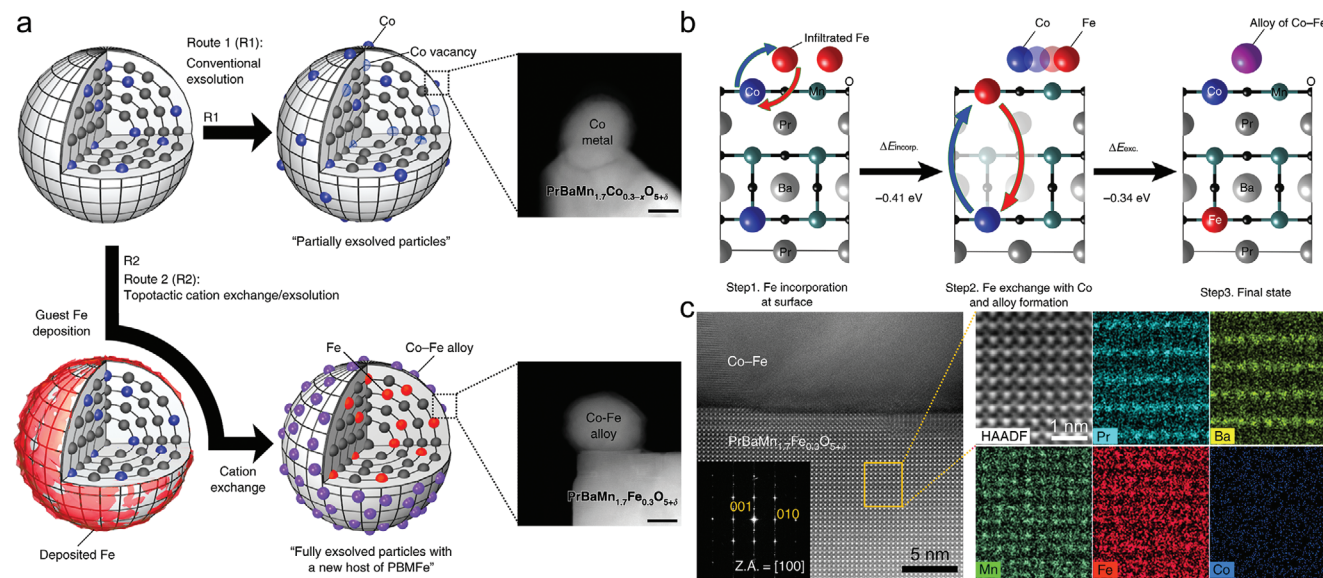 a
Co
Route 1 (R1):
Conventional
exsolution
Co vacancy
R1
Co
metal
PrBaMn1.7Co0.3–xO5+δ
"Partially exsolved particles"
R2
Route 2 (R2):
Topotactic cation exchange/exsolution
Guest Fe
deposition
Fe
Co–Fe alloy
Co-Fe
alloy
PrBaMn1.7Fe0.3O5+δ
Cation
exchange
Deposited Fe
"Fully exsolved particles with
a new host of PBMFe"
b
Infiltrated Fe
Co
Mn
O
Pr
Ba
Pr
ΔEincorp.
−0.41 eV
Step1. Fe incorporation
at surface
Co
Fe
ΔEexc.
−0.34 eV
Step2. Fe exchange with Co
and alloy formation
Alloy of Co–Fe
Co
Mn
O
Pr
Ba
Fe
Pr
Step3. Final state
c
Co–Fe
PrBaMn1.7Fe0.3O5+δ
001
010
Z.A. = [100]
5 nm
HAADF
1 nm
Pr
Ba
Mn
Fe
Co